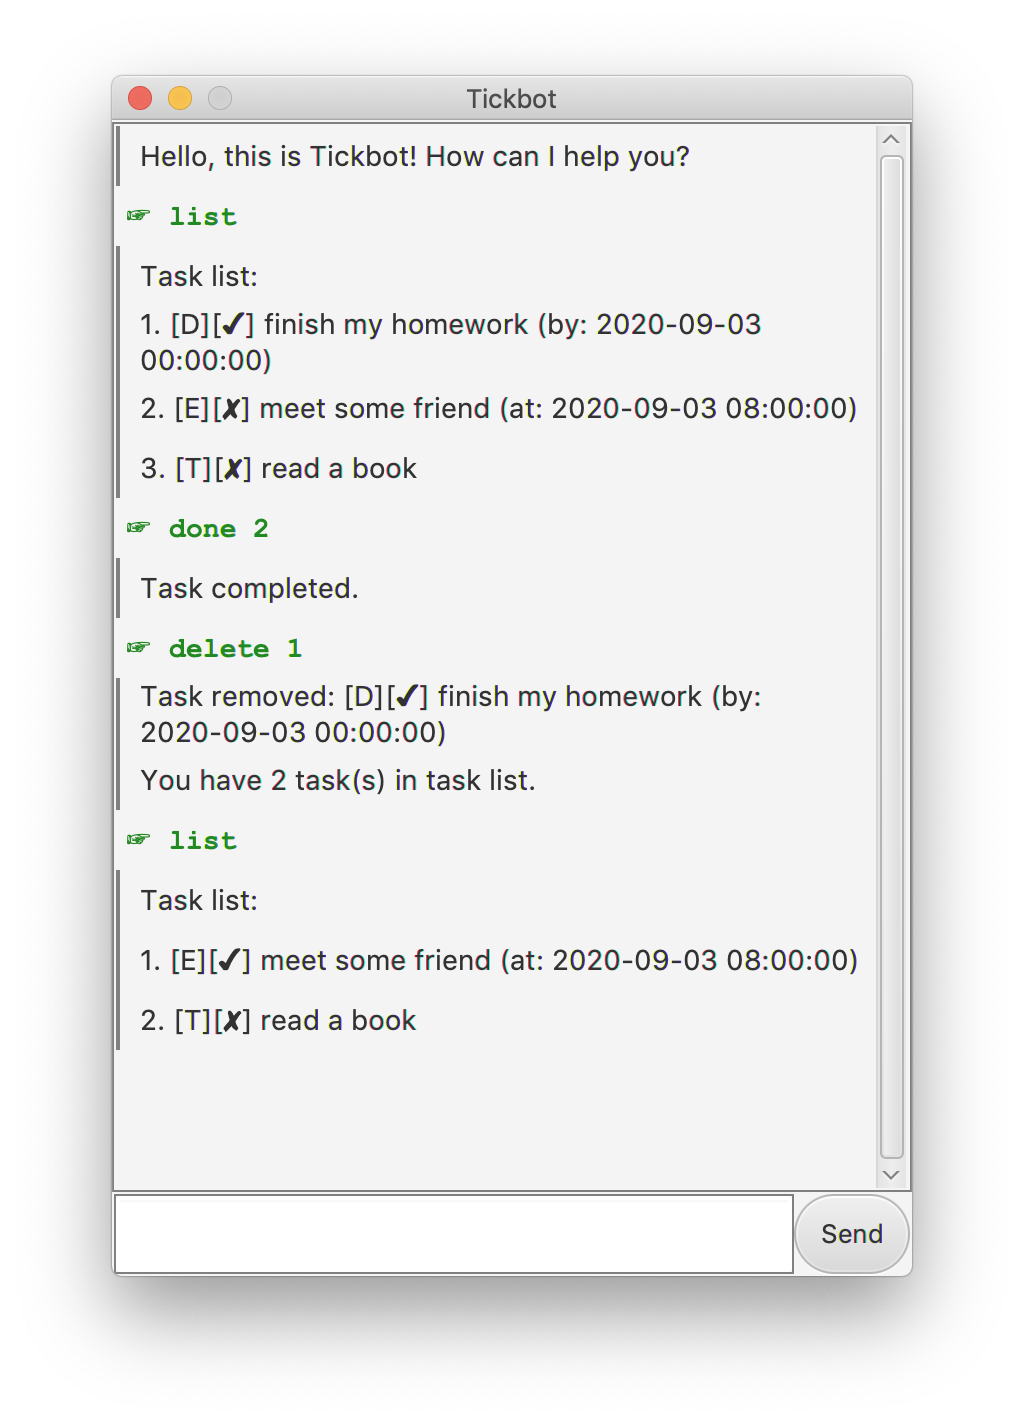 Tickbot
Hello, this is Tickbot! How can I help you?
☞ list
Task list:
1. [D][✔] finish my homework (by: 2020-09-03
00:00:00)
2. [E][✘] meet some friend (at: 2020-09-03 08:00:00)
3. [T][✘] read a book
☞ done 2
Task completed.
☞ delete 1
Task removed: [D][✔] finish my homework (by:
2020-09-03 00:00:00)
You have 2 task(s) in task list.
☞ list
Task list:
1. [E][✔] meet some friend (at: 2020-09-03 08:00:00)
2. [T][✘] read a book
Send